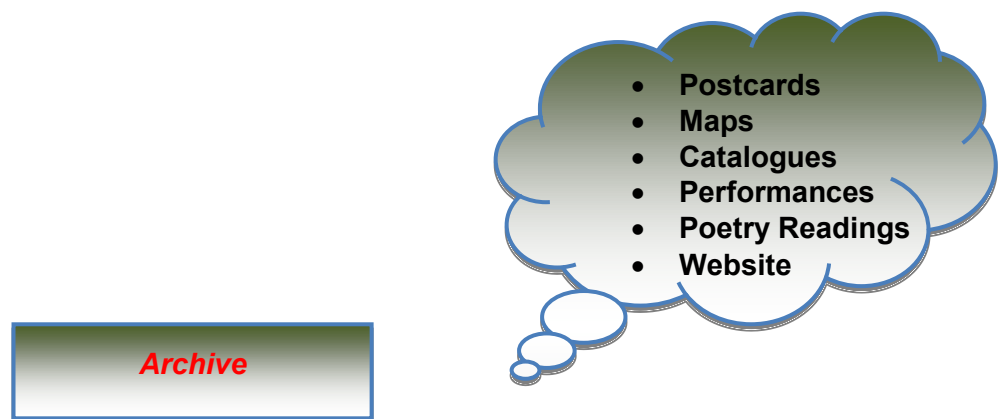 • Postcards
• Maps
• Catalogues
• Performances
• Poetry Readings
• Website
Archive